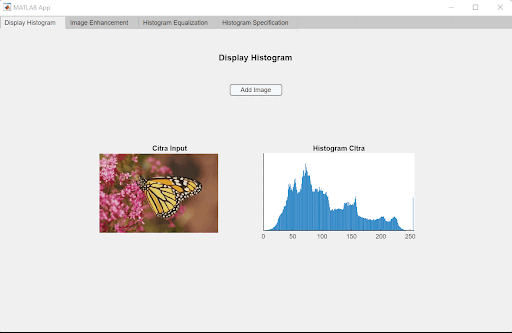 MATLAB App
Display Histogram Image Enhancement Histogram Equalization Histogram Specification
Display Histogram
Add Image
Citra Input Histogram Citra
0 50 100 150 200 250